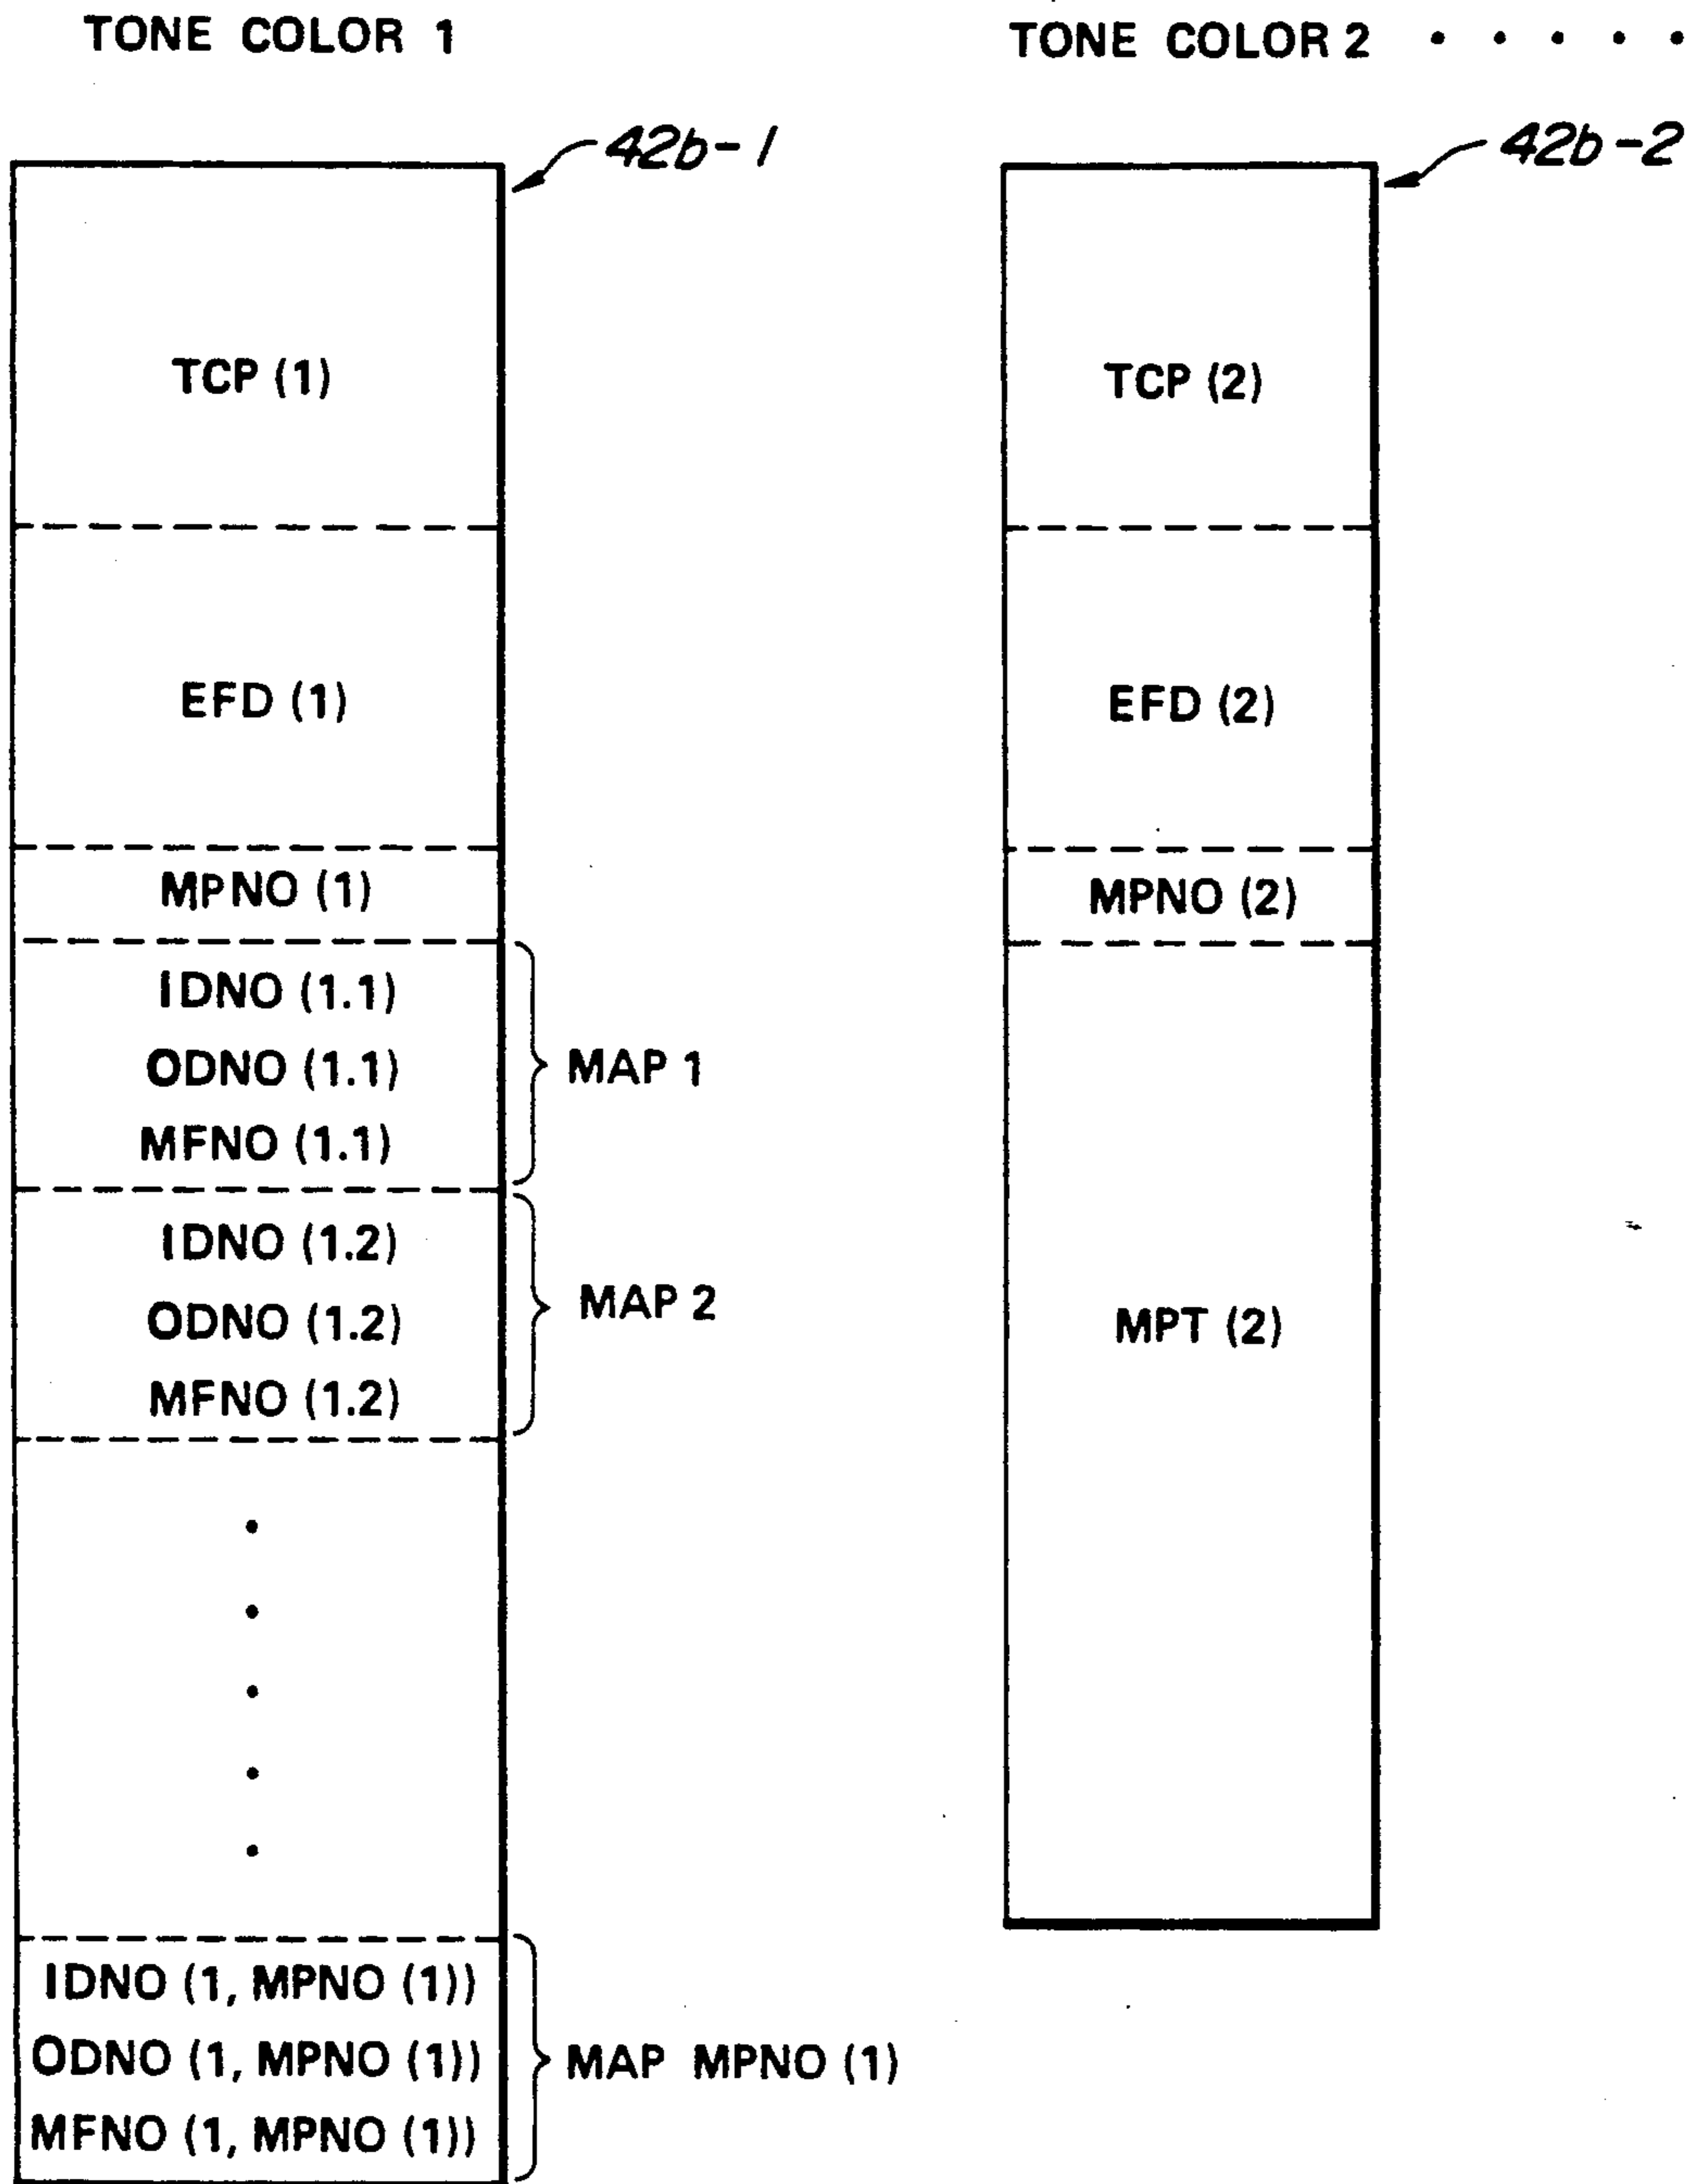 TONE COLOR 1
42b-1
TCP (1)
EFD (1)
MPNO (1)
IDNO (1.1)
ODNO (1.1)
MFNO (1.1)
MAP 1
IDNO (1.2)
ODNO (1.2)
MFNO (1.2)
MAP 2
IDNO (1, MPNO (1))
ODNO (1, MPNO (1))
MFNO (1, MPNO (1))
MAP MPNO (1)
TONE COLOR 2 • • • • •
42b-2
TCP (2)
EFD (2)
MPNO (2)
MPT (2)